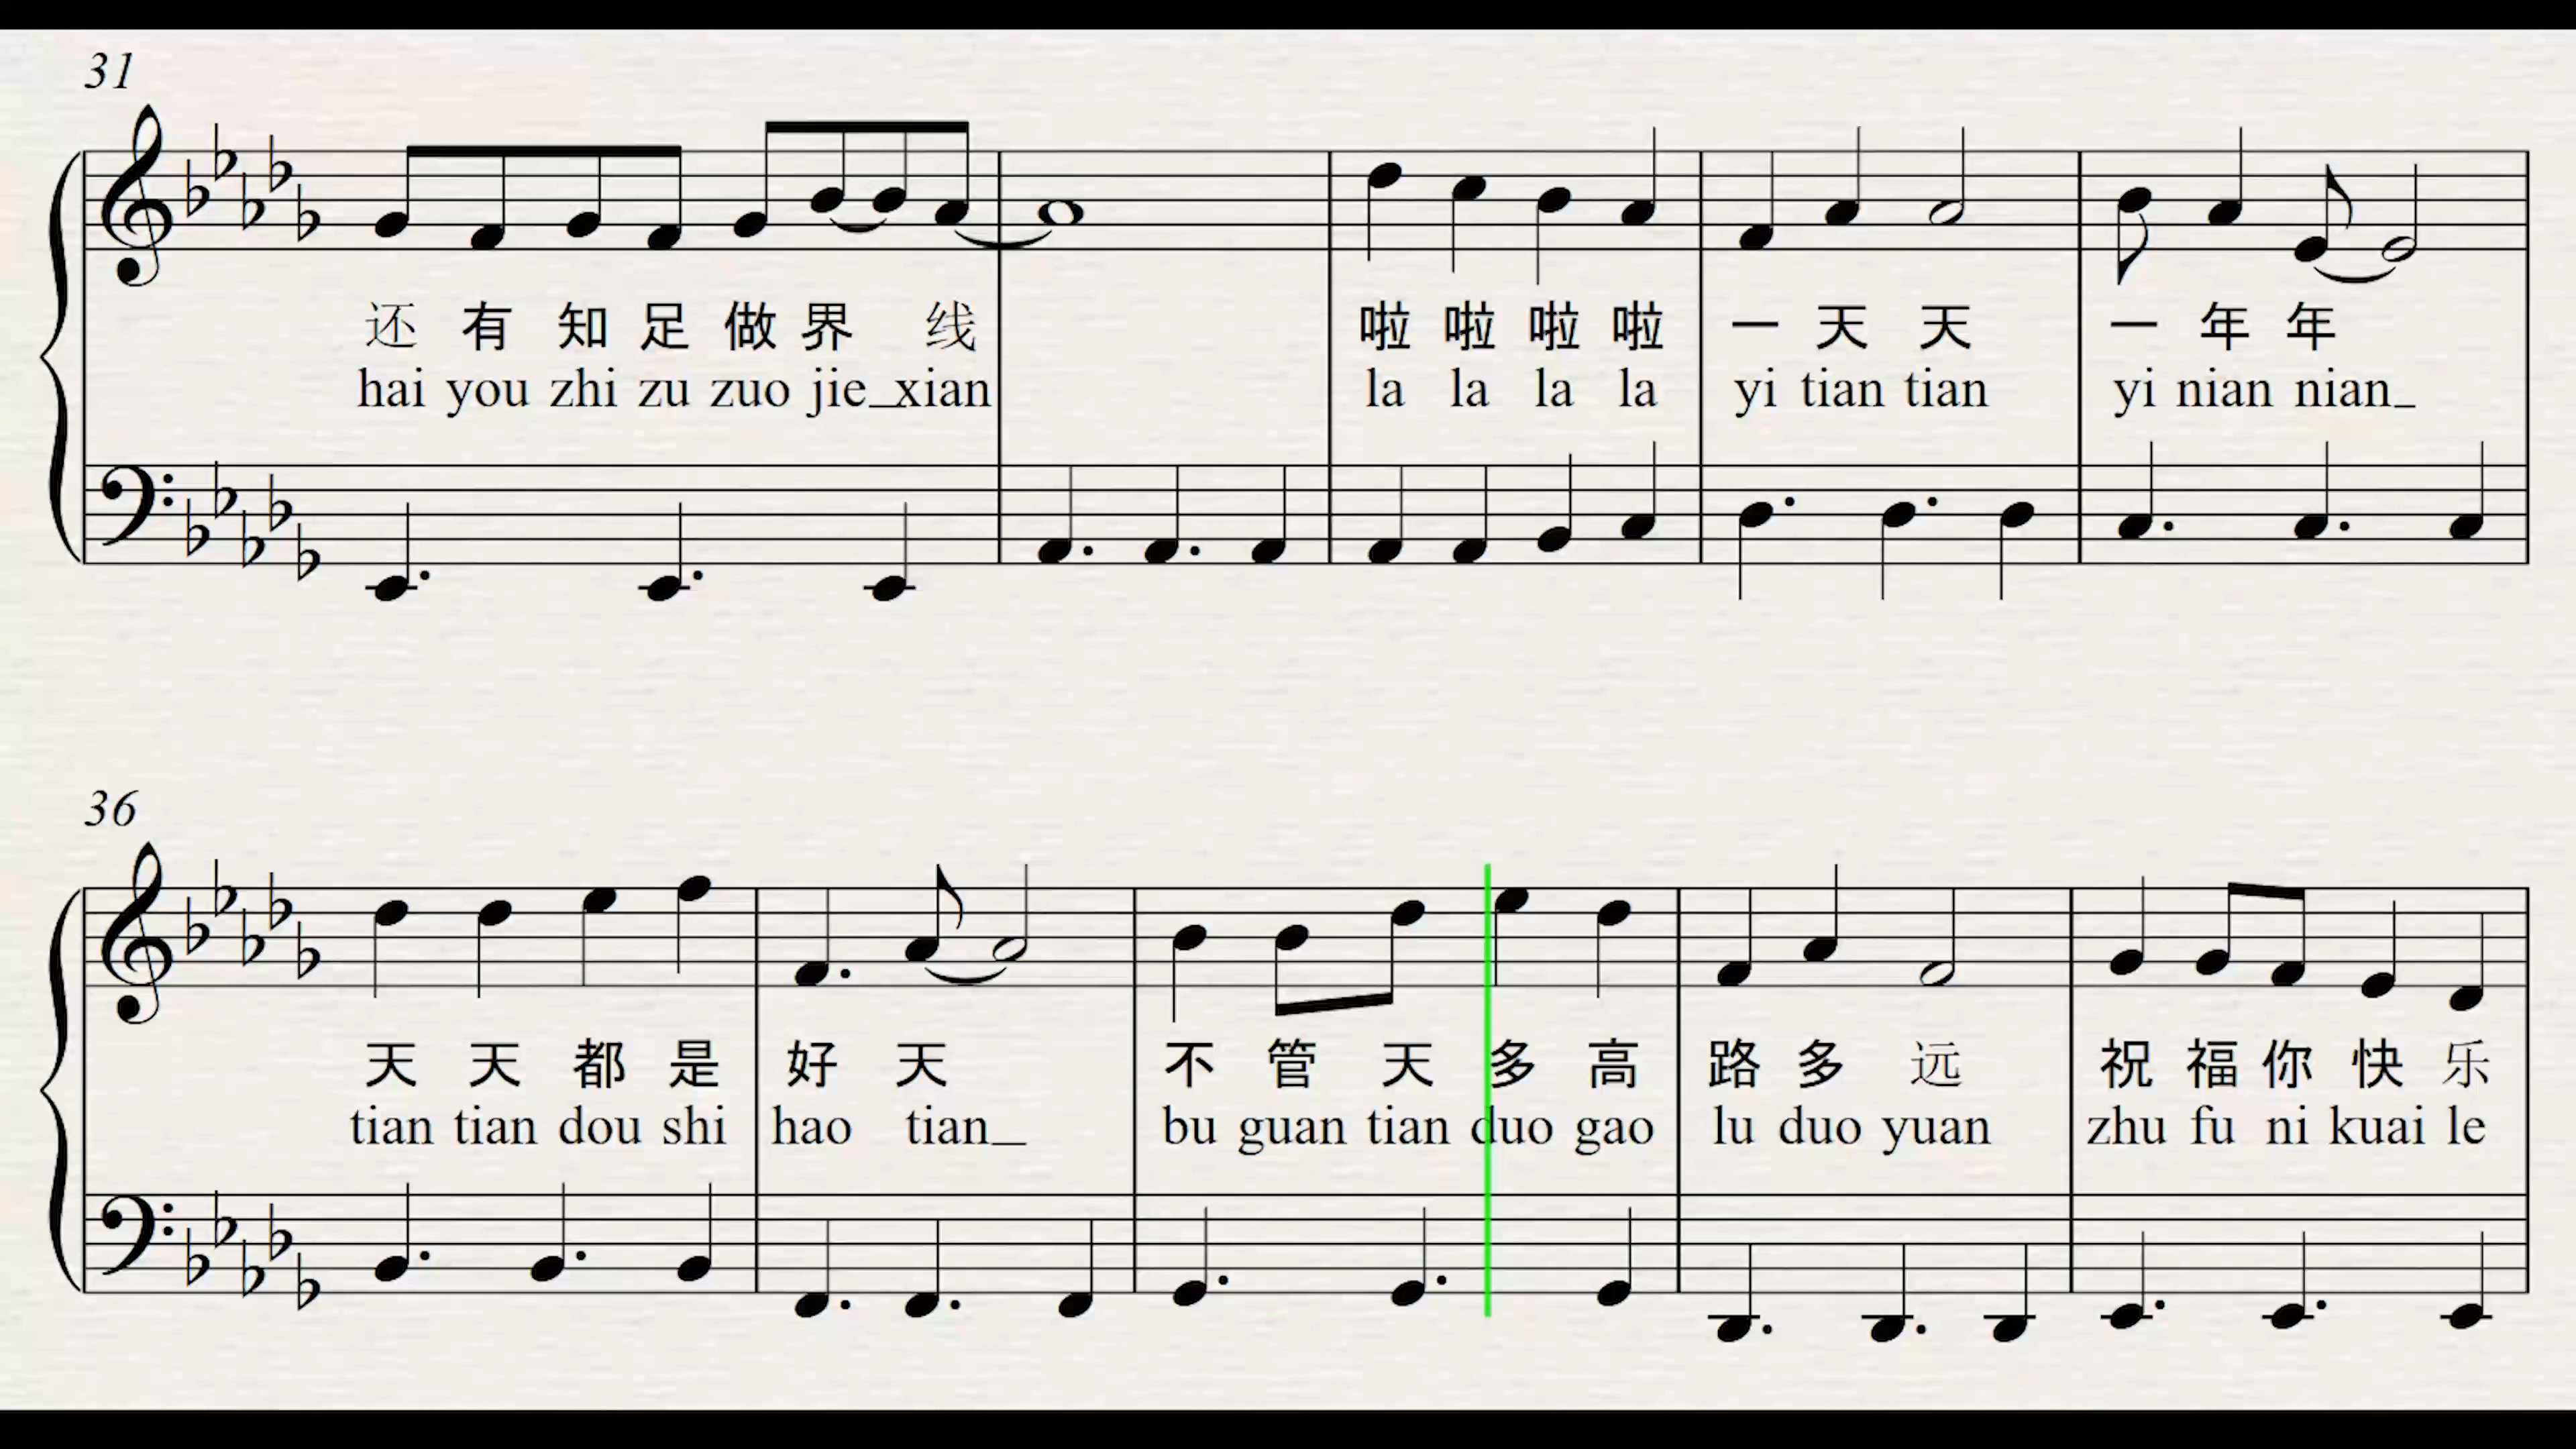 31
还 有 知 足 做 界 线 啦 啦 啦 啦 一 天 天 一 年 年
hai you zhi zu zuo jie_xian la la la la yi tian tian yi nian nian_
36
天 天 都 是 好 天 不 管 天 多 高 路 多 远 祝 福 你 快 乐
tian tian dou shi hao tian_ bu guan tian duo gao lu duo yuan zhu fu ni kuai le